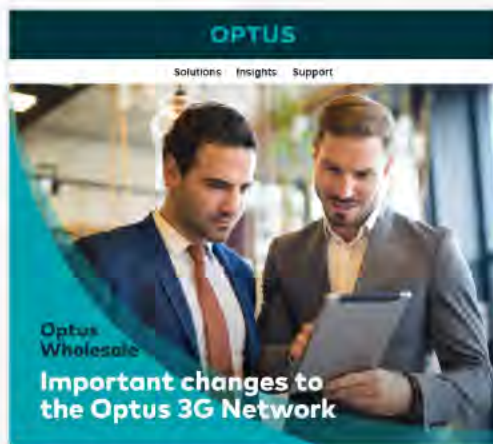 OPTUS
Solutions Insights Support
Optus
Wholesale
Important changes to
the Optus 3G Network